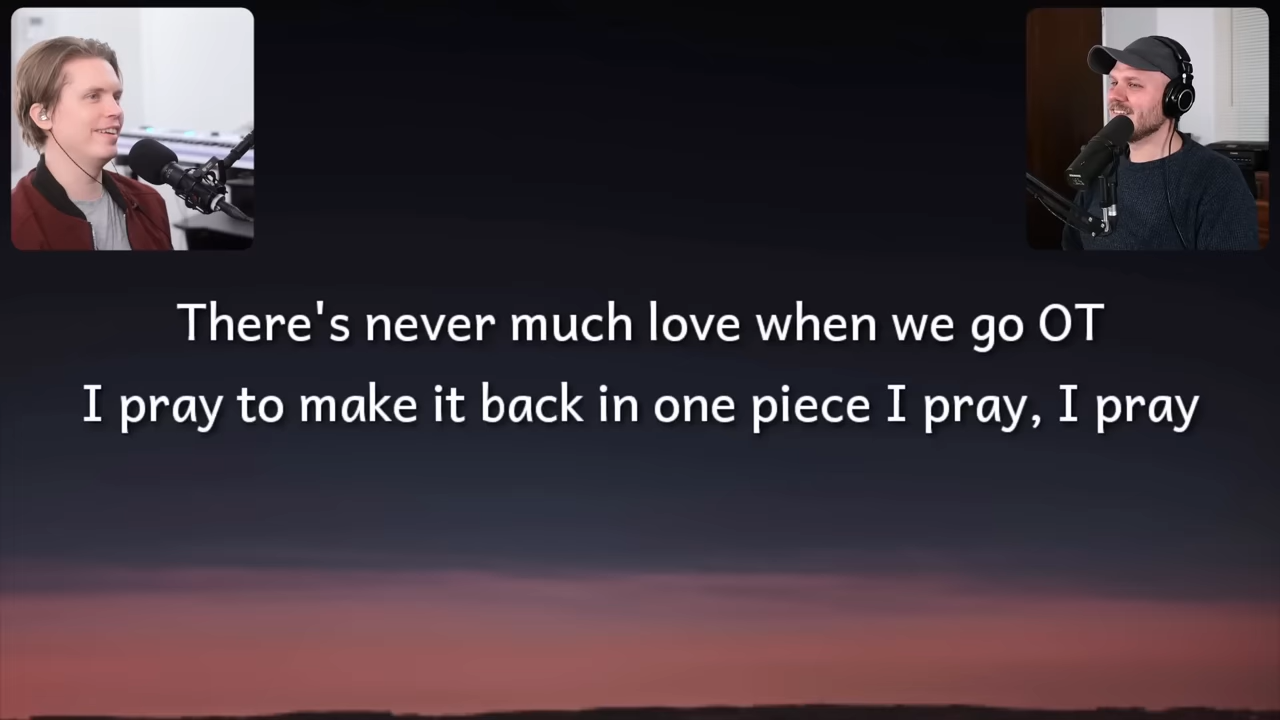 There's never much love when we go OT
I pray to make it back in one piece I pray, I pray